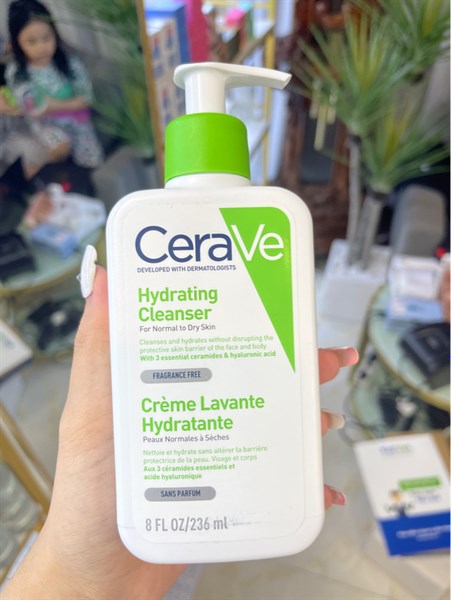 CeraVe
DEVELOPED WITH DERMATOLOGISTS
Hydrating
Cleanser
For Normal to Dry Skin
Cleanses and hydrates without disrupting the
protective skin barrier of the face and body
With 3 essential ceramides & hyaluronic acid
FRAGRANCE FREE
Crème Lavante
Hydratante
Peaux Normales à Sèches
Nettoie et hydrate sans altérer la barrière
protectrice de la peau. Visage et corps
Aux 3 céramides essentiels et
acide hyaluronique
SANS PARFUM
8 FL OZ/236 ml